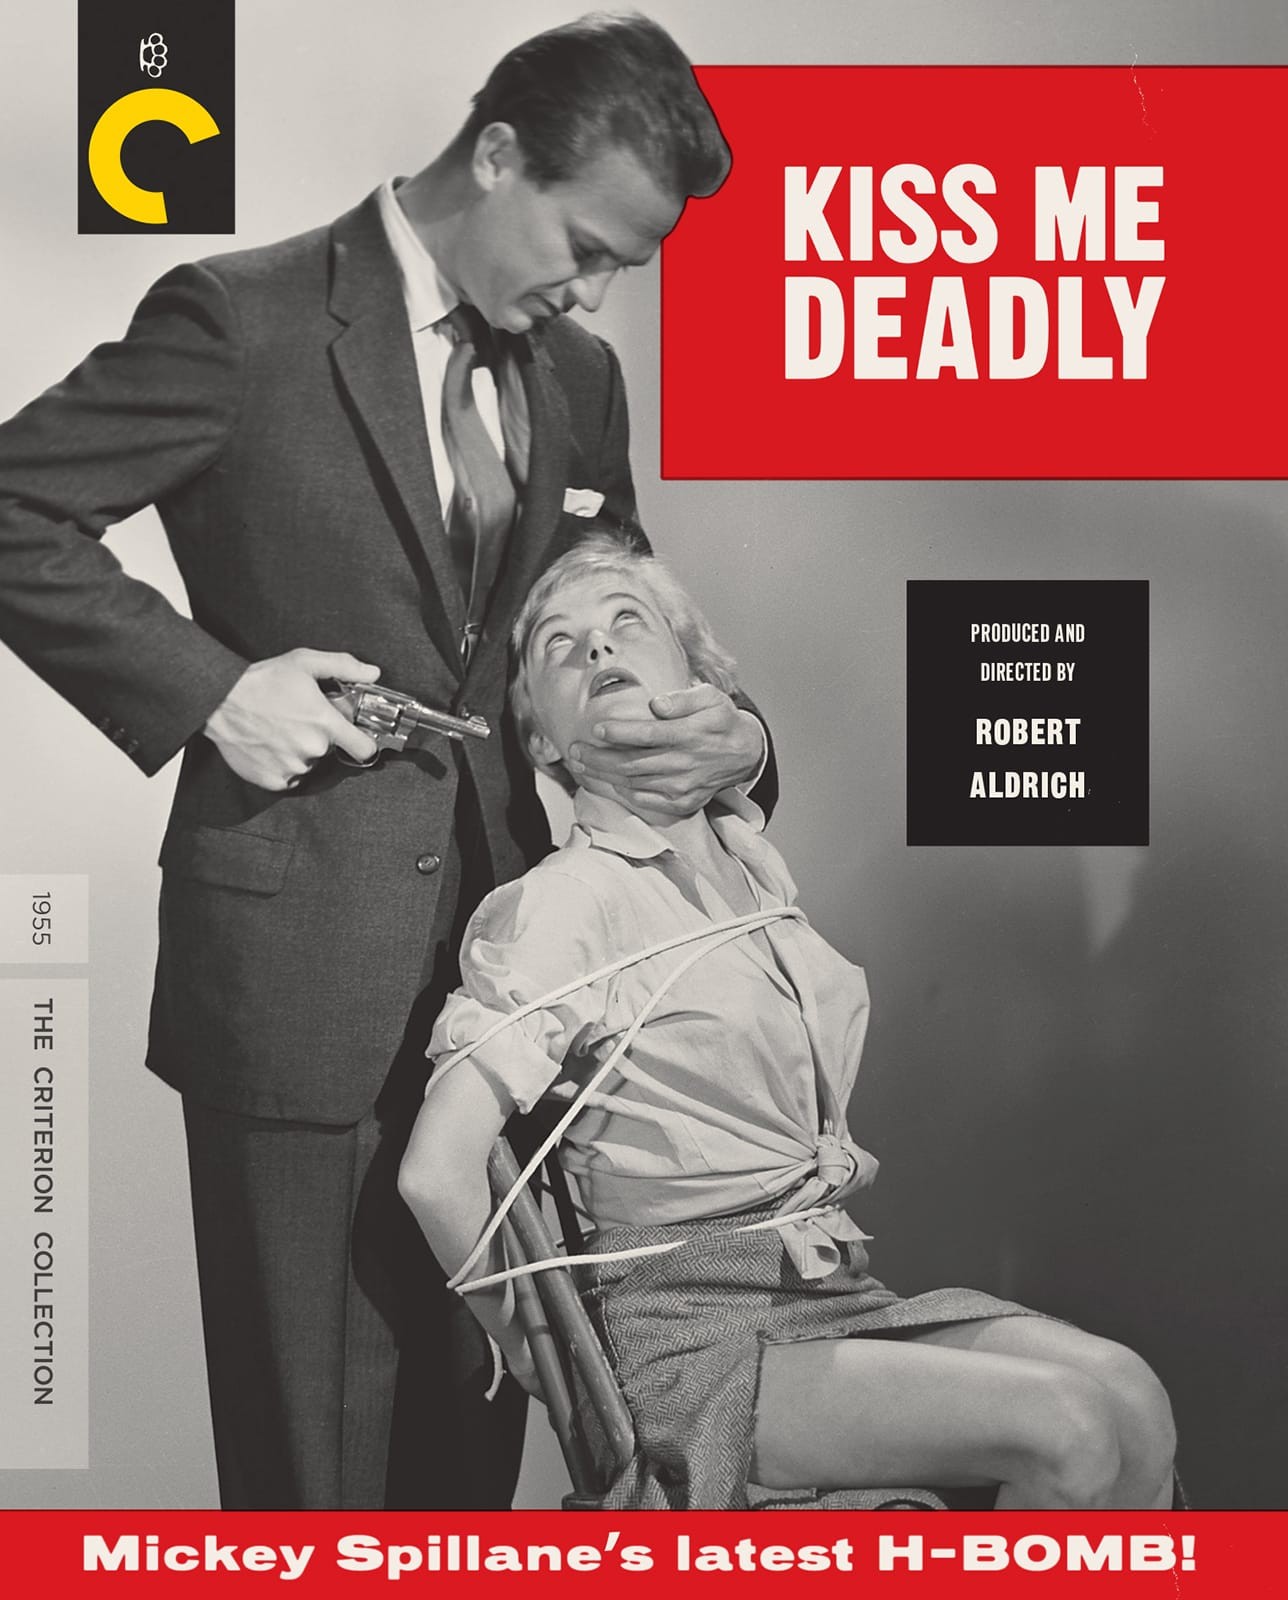 KISS ME
DEADLY
PRODUCED AND
DIRECTED BY
ROBERT
ALDRICH
1955
THE CRITERION COLLECTION
Mickey Spillane's latest H-BOMB!